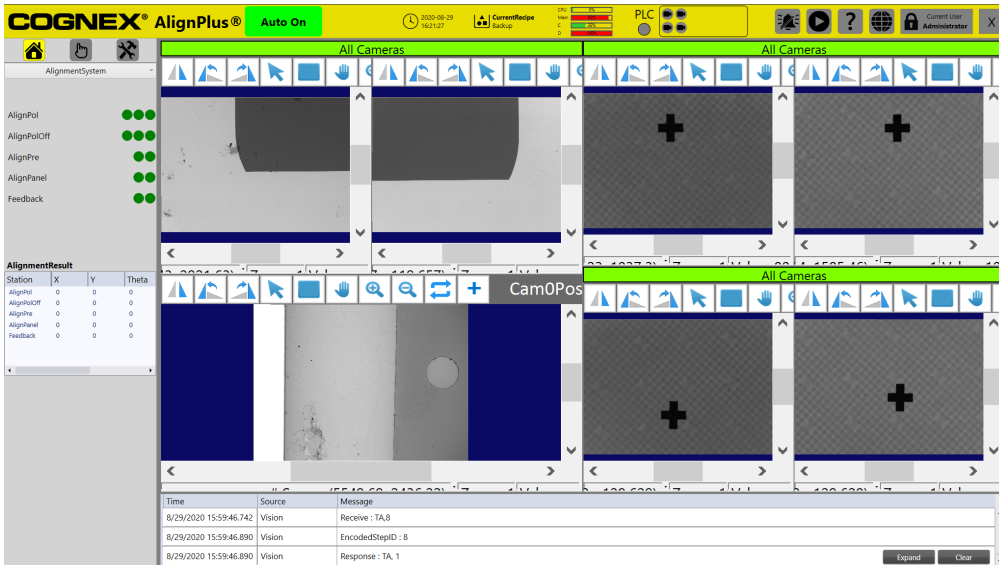 COGNEX® AlignPlus® Auto On 2020-08-29 CurrentRecipe CPU PLC Current User X
16:21:27 Backup Mem Administrator
C
D
AlignmentSystem All Cameras All Cameras
AlignPol
AlignPolOff
AlignPre
AlignPanel
Feedback
AlignmentResult
Station X Y Theta
AlignPol 0 0 0
AlignPolOff 0 0 0
AlignPre 0 0 0
AlignPanel 0 0 0
Feedback 0 0 0
All Cameras
Cam0Pos
Time Source Message
8/29/2020 15:59:46.742 Vision Receive : TA,8
8/29/2020 15:59:46.890 Vision EncodedStepID : 8
8/29/2020 15:59:46.890 Vision Response : TA, 1
Expand Clear